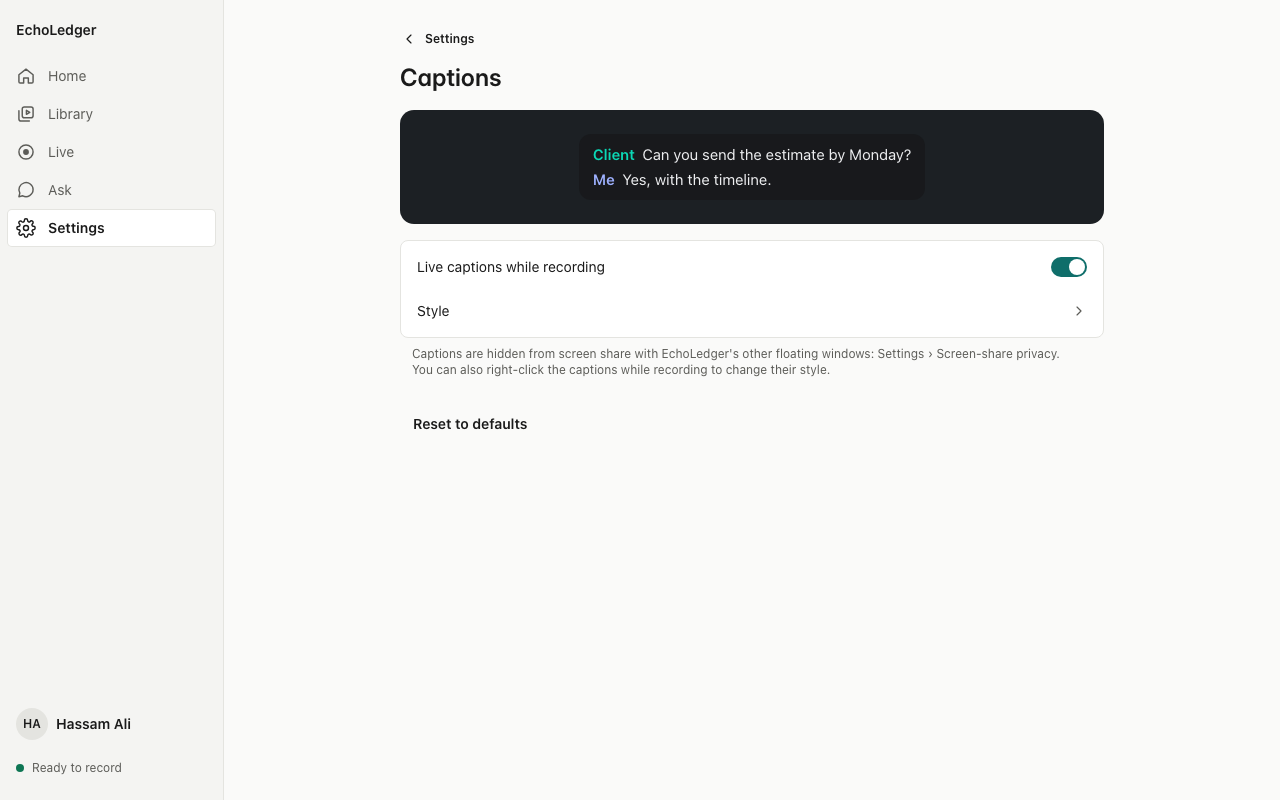 EchoLedger
Home
Library
Live
Ask
Settings
HA
Hassam Ali
Ready to record
Settings
Captions
Client Can you send the estimate by Monday?
Me Yes, with the timeline.
Live captions while recording
Style
Captions are hidden from screen share with EchoLedger's other floating windows: Settings › Screen-share privacy.
You can also right-click the captions while recording to change their style.
Reset to defaults